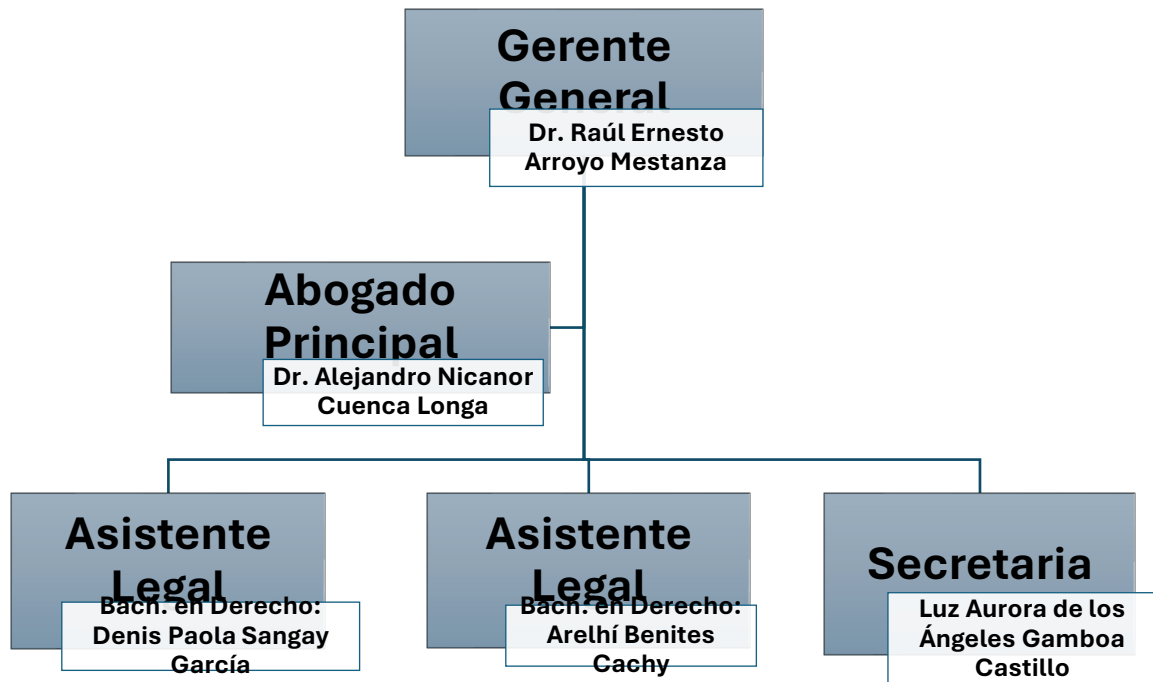 Gerente
General
Dr. Raúl Ernesto
Arroyo Mestanza
Abogado
Principal
Dr. Alejandro Nicanor
Cuenca Longa
Asistente
Legal
Bach. en Derecho:
Denis Paola Sangay
García
Asistente
Legal
Bach. en Derecho:
Arelhí Benites
Cachy
Secretaria
Luz Aurora de los
Ángeles Gamboa
Castillo